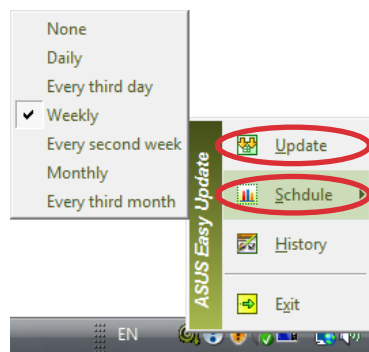 None
Daily
Every third day
Weekly
Every second week
Monthly
Every third month
ASUS Easy Update
Update
Schdule
History
Exit
EN